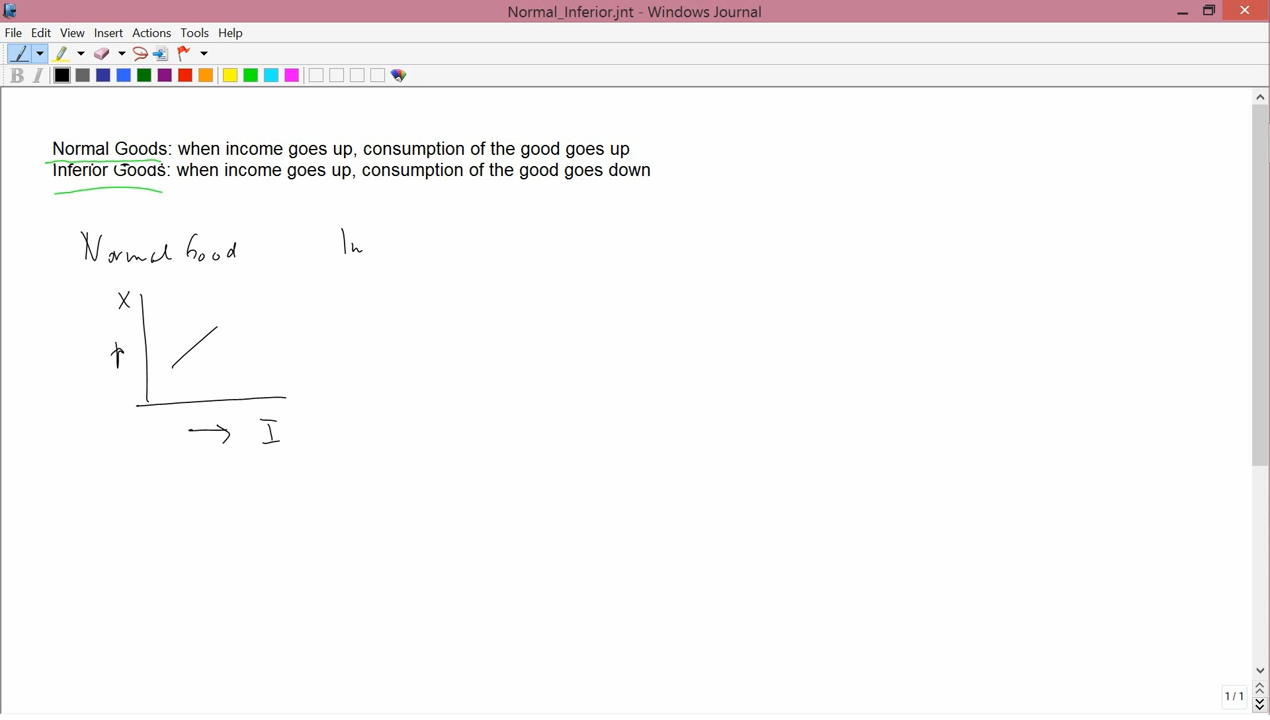 Normal_Inferior.jnt - Windows Journal
File Edit View Insert Actions Tools Help
B I
Normal Goods: when income goes up, consumption of the good goes up
Inferior Goods: when income goes up, consumption of the good goes down
Normal Good In
X
I
1 / 1